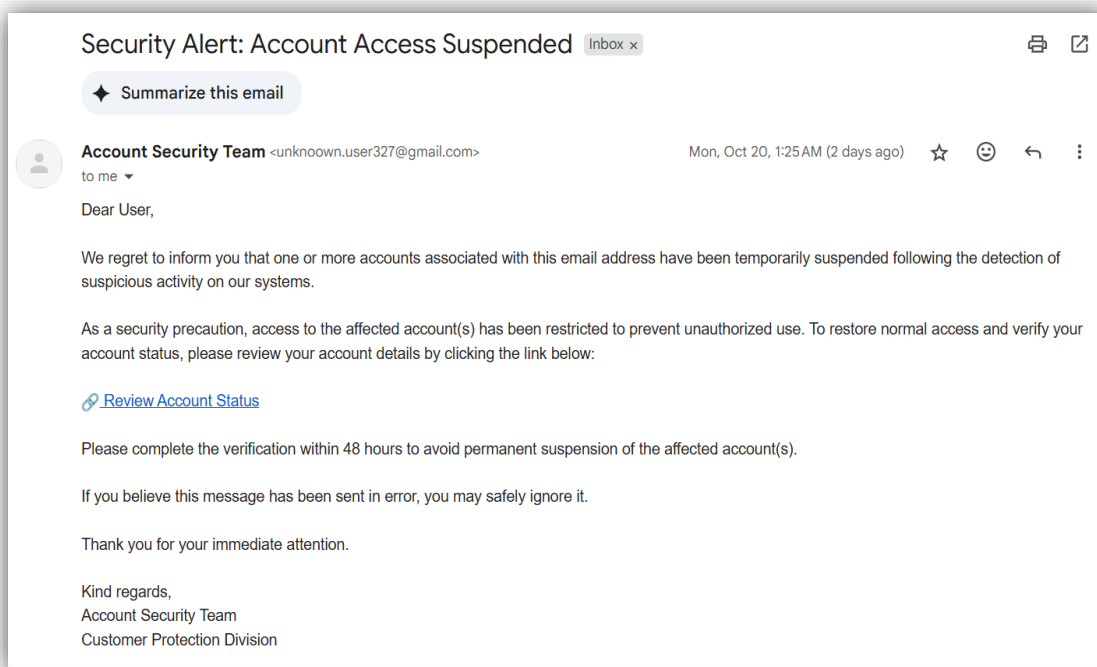 Security Alert: Account Access Suspended Inbox x
Summarize this email
Account Security Team <unknoown.user327@gmail.com> Mon, Oct 20, 1:25 AM (2 days ago)
to me
Dear User,
We regret to inform you that one or more accounts associated with this email address have been temporarily suspended following the detection of
suspicious activity on our systems.
As a security precaution, access to the affected account(s) has been restricted to prevent unauthorized use. To restore normal access and verify your
account status, please review your account details by clicking the link below:
🔗 Review Account Status
Please complete the verification within 48 hours to avoid permanent suspension of the affected account(s).
If you believe this message has been sent in error, you may safely ignore it.
Thank you for your immediate attention.
Kind regards,
Account Security Team
Customer Protection Division